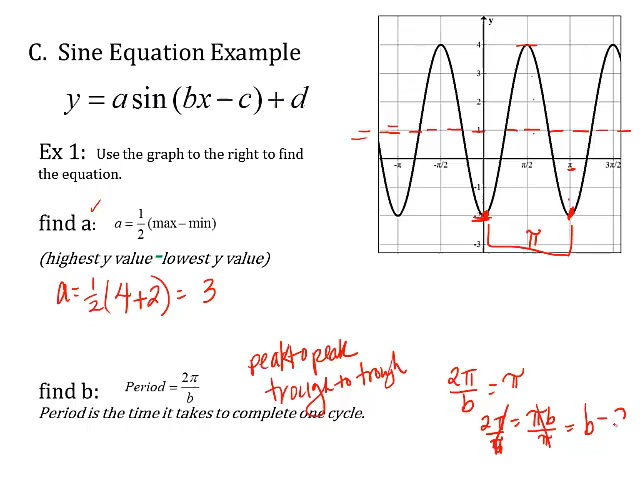 C. Sine Equation Example
y = a sin (bx − c) + d
Ex 1: Use the graph to the right to find
the equation.
find a:
a = 1/2 (max − min)
(highest y value-lowest y value)
a = 1/2 (4+2) = 3
find b:
Period = 2π/b
Period is the time it takes to complete one cycle.
peak to peak
trough to trough
2π/b = π
2π/π = πb/π = b
y
4
3
2
1
-1
-3
-π
-π/2
π/2
π
3π/2
π